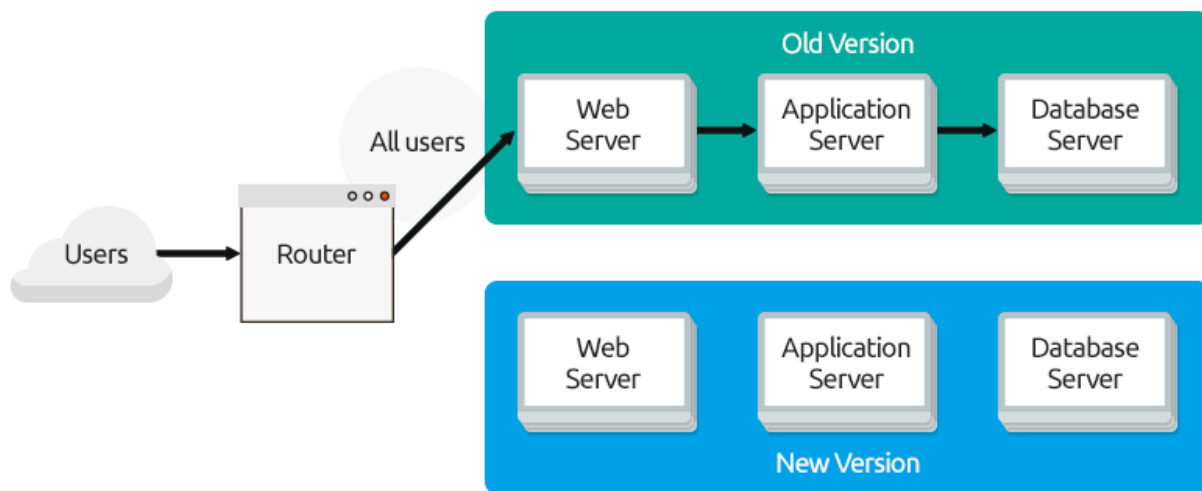 Old Version
Web
Server
Application
Server
Database
Server
All users
Users
Router
Web
Server
Application
Server
Database
Server
New Version